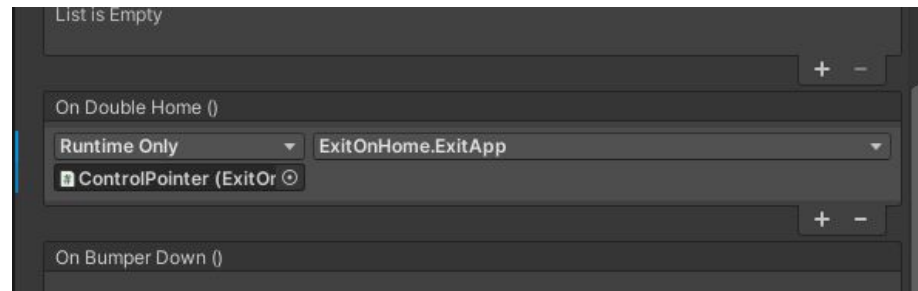 List is Empty
+ −
On Double Home ()
Runtime Only
ExitOnHome.ExitApp
ControlPointer (ExitOr
+ −
On Bumper Down ()